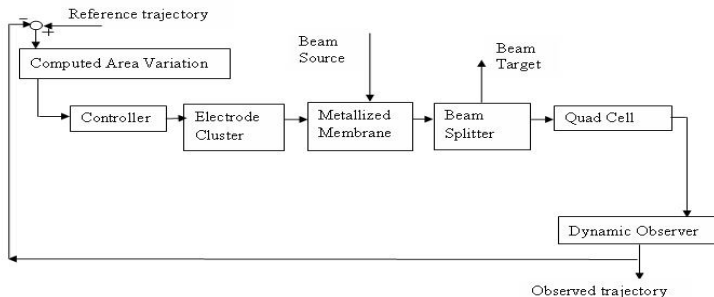 Reference trajectory
−
+
Computed Area Variation
Beam
Source
Beam
Target
Controller
Electrode
Cluster
Metallized
Membrane
Beam
Splitter
Quad Cell
Dynamic Observer
Observed trajectory